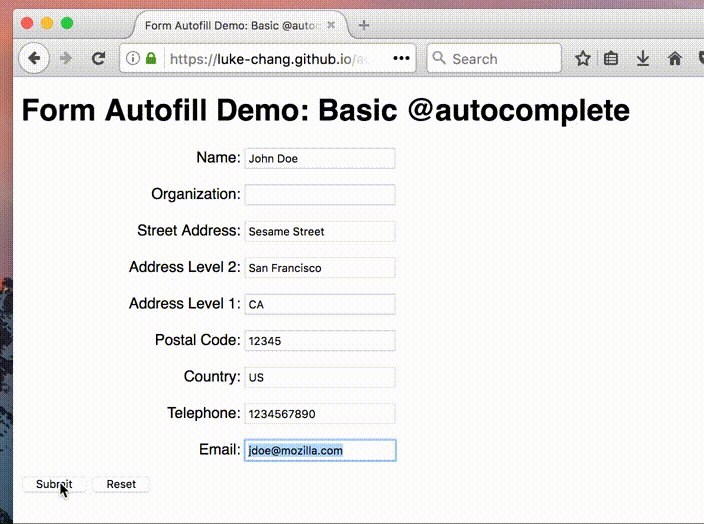 Form Autofill Demo: Basic @autoc
https://luke-chang.github.io/a
Search
Form Autofill Demo: Basic @autocomplete
Name: John Doe
Organization:
Street Address: Sesame Street
Address Level 2: San Francisco
Address Level 1: CA
Postal Code: 12345
Country: US
Telephone: 1234567890
Email: jdoe@mozilla.com
Submit Reset